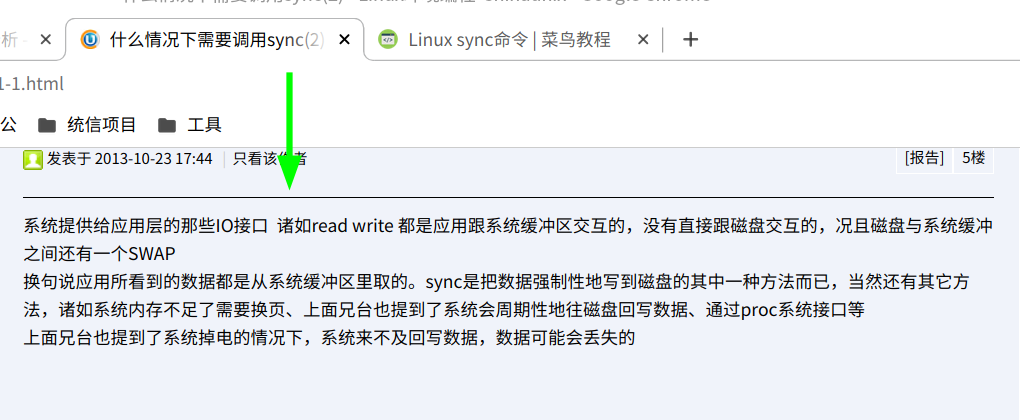 析 -
什么情况下需要调用sync(2)
Linux sync命令 | 菜鸟教程
1-1.html
公
统信项目
工具
发表于 2013-10-23 17:44 | 只看该作者
[报告] 5楼
系统提供给应用层的那些IO接口 诸如read write 都是应用跟系统缓冲区交互的，没有直接跟磁盘交互的，况且磁盘与系统缓冲
之间还有一个SWAP
换句说应用所看到的数据都是从系统缓冲区里取的。sync是把数据强制性地写到磁盘的其中一种方法而已，当然还有其它方
法，诸如系统内存不足了需要换页、上面兄台也提到了系统会周期性地往磁盘回写数据、通过proc系统接口等
上面兄台也提到了系统掉电的情况下，系统来不及回写数据，数据可能会丢失的